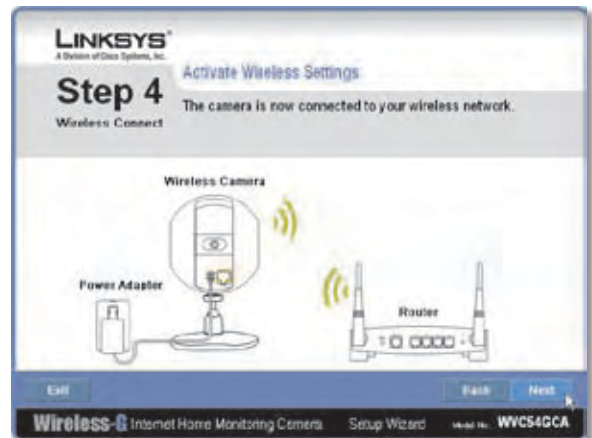 LINKSYS®
A Division of Cisco Systems, Inc.
Step 4
Wireless Connect
Activate Wireless Settings
The camera is now connected to your wireless network.
Wireless Camera
Power Adapter
Router
Exit
Back
Next
Wireless-G Internet Home Monitoring Camera
Setup Wizard
Model No. WVC54GCA